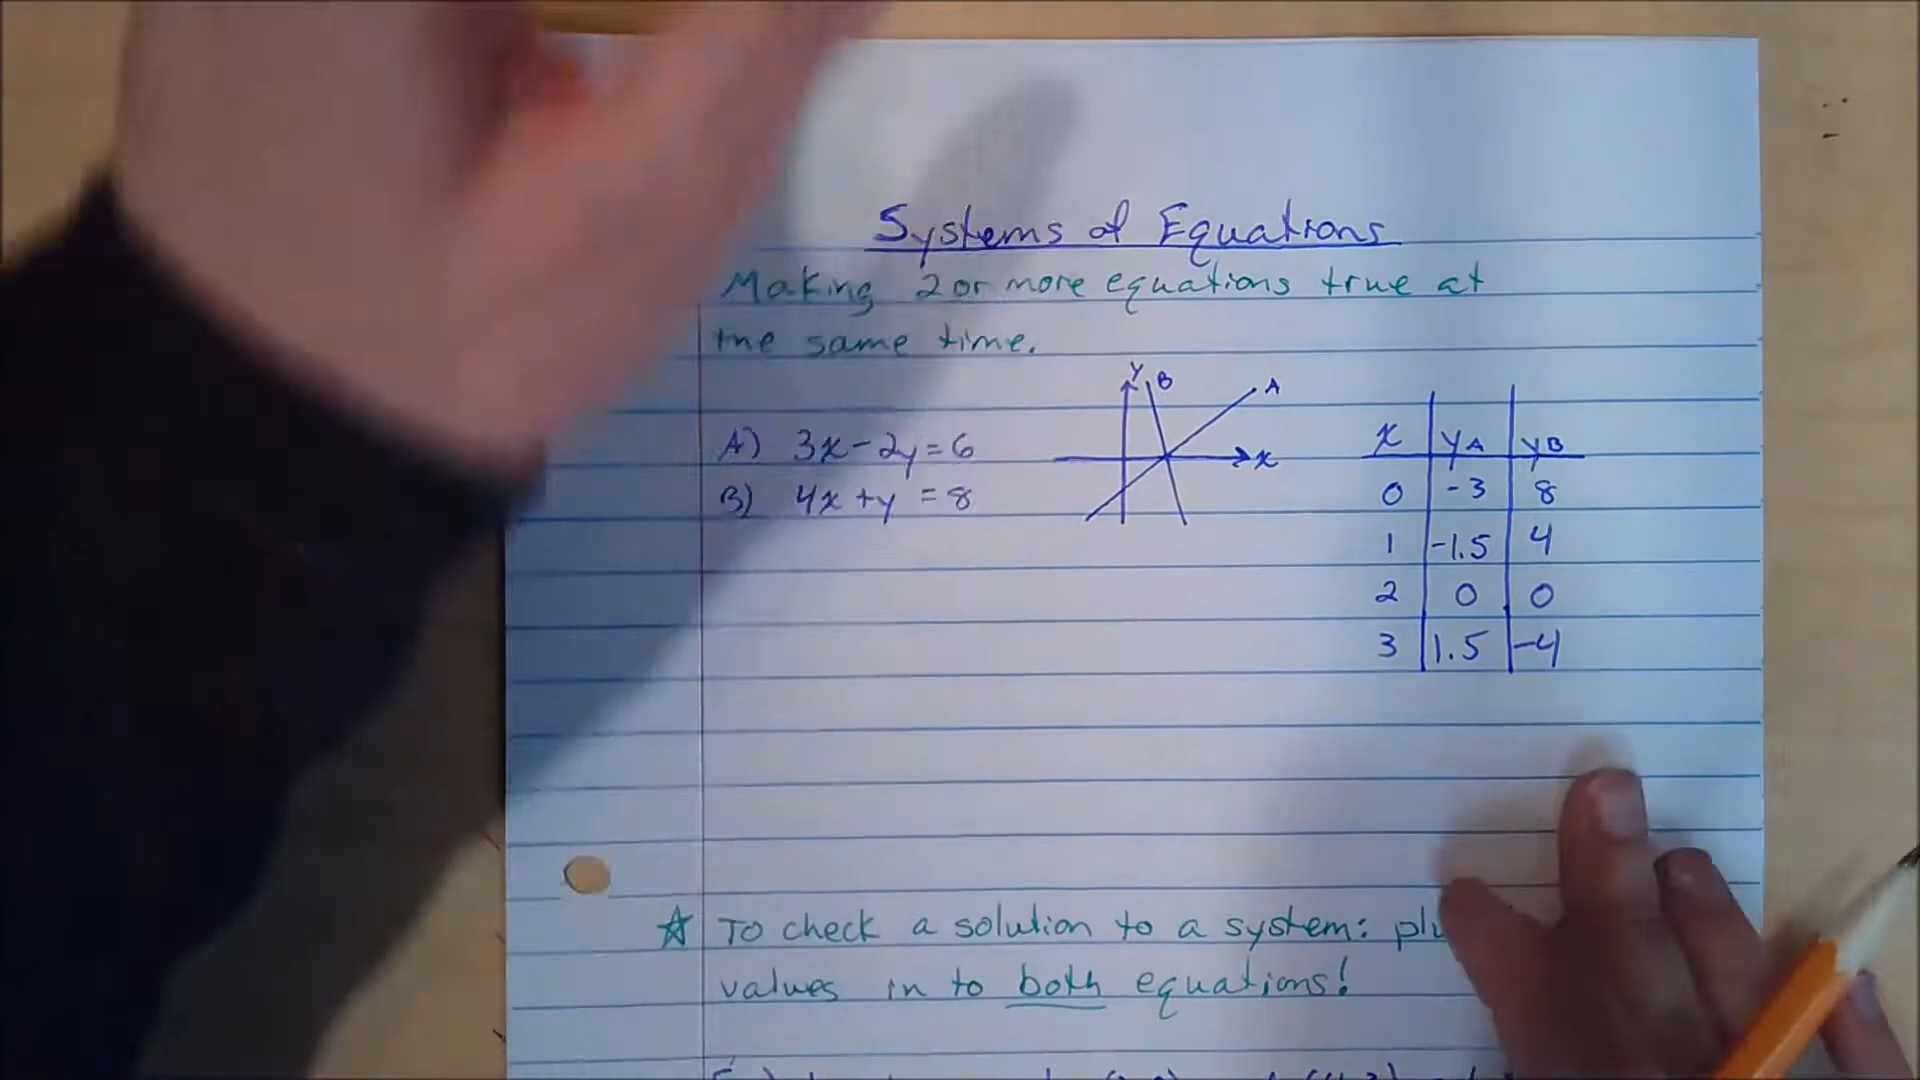 Systems of Equations
Making 2 or more equations true at
the same time.
A) 3x - 2y = 6
B) 4x + y = 8
y B A
x
x yA yB
0 -3 8
1 -1.5 4
2 0 0
3 1.5 -4
☆ To check a solution to a system:
values in to both equations!